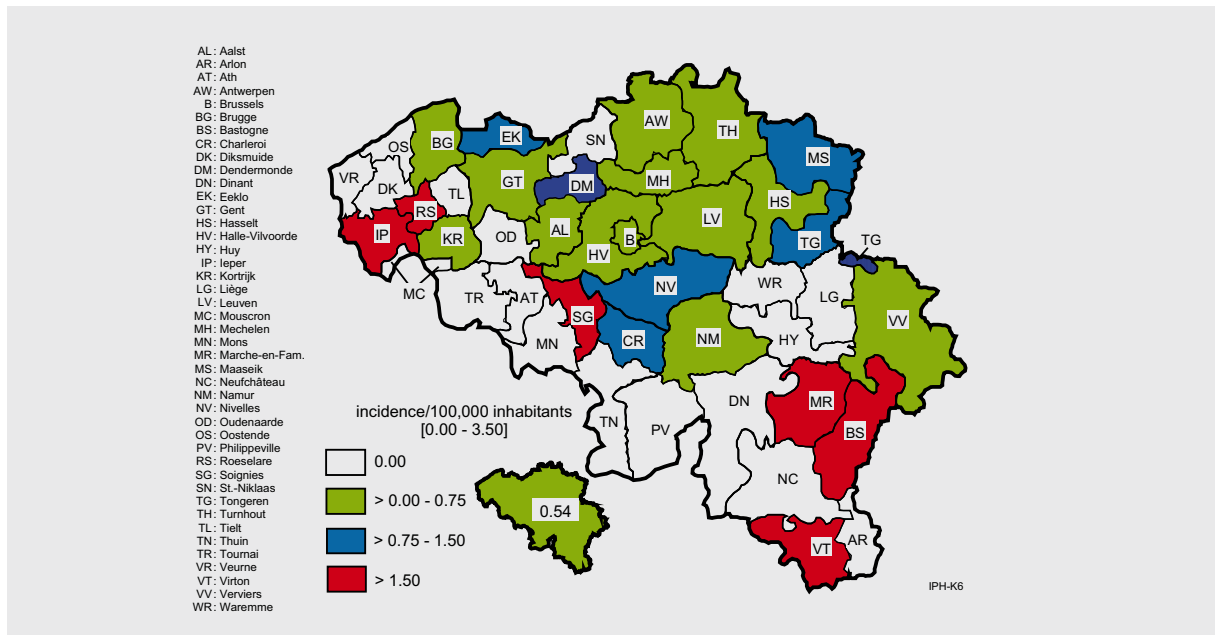 AL: Aalst
AR: Arlon
AT: Ath
AW: Antwerpen
B: Brussels
BG: Brugge
BS: Bastogne
CR: Charleroi
DK: Diksmuide
DM: Dendermonde
DN: Dinant
EK: Eeklo
GT: Gent
HS: Hasselt
HV: Halle-Vilvoorde
HY: Huy
IP: Ieper
KR: Kortrijk
LG: Liège
LV: Leuven
MC: Mouscron
MH: Mechelen
MN: Mons
MR: Marche-en-Fam.
MS: Maaseik
NC: Neufchâteau
NM: Namur
NV: Nivelles
OD: Oudenaarde
OS: Oostende
PV: Philippeville
RS: Roeselare
SG: Soignies
SN: St.-Niklaas
TG: Tongeren
TH: Turnhout
TL: Tielt
TN: Thuin
TR: Tournai
VR: Veurne
VT: Virton
VV: Verviers
WR: Waremme
AW
TH
EK
SN
BG
OS
MS
VR
DK
TL
GT
DM
MH
HS
RS
LV
IP
KR
OD
AL
B
TG
TG
HV
MC
NV
WR
LG
TR
AT
SG
VV
MN
CR
NM
HY
DN
MR
TN
PV
BS
NC
VT
AR
incidence/100,000 inhabitants
[0.00 - 3.50]
0.00
> 0.00 - 0.75
> 0.75 - 1.50
> 1.50
0.54
IPH-K6